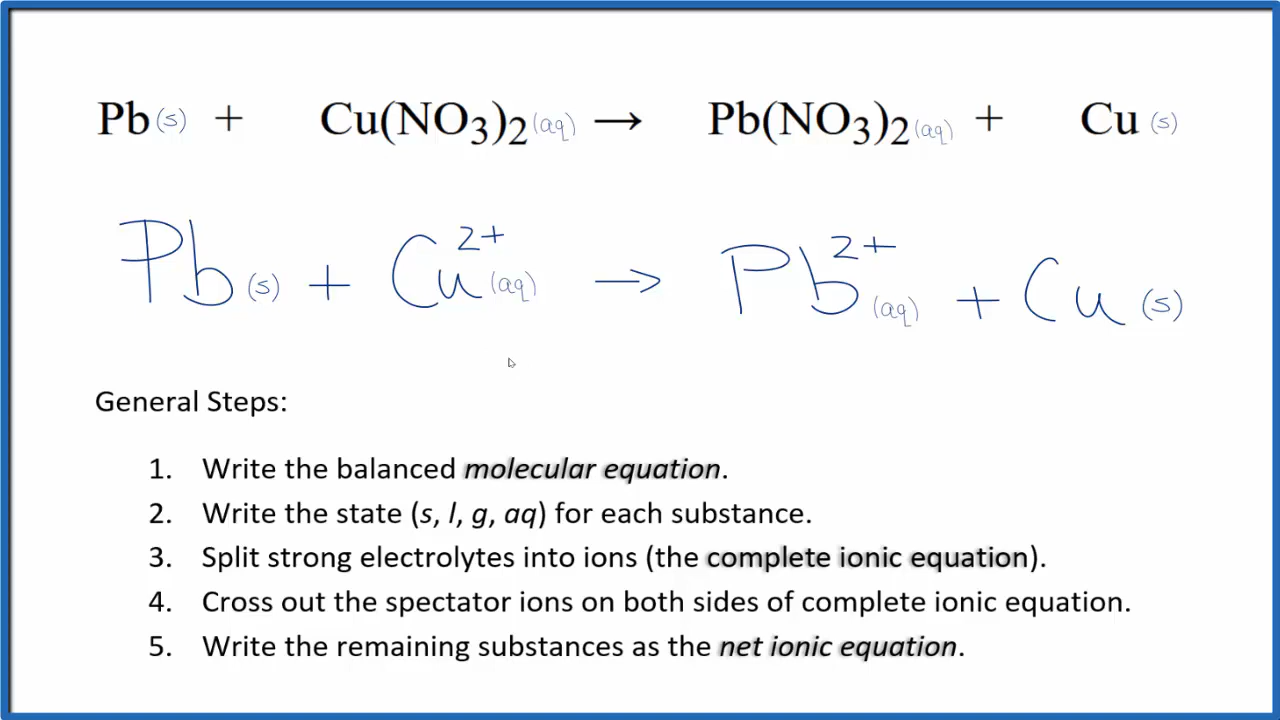 Pb (s) + Cu(NO₃)₂ (aq) → Pb(NO₃)₂ (aq) + Cu (s)
Pb (s) + Cu²⁺ (aq) → Pb²⁺ (aq) + Cu (s)
General Steps:
1. Write the balanced molecular equation.
2. Write the state (s, l, g, aq) for each substance.
3. Split strong electrolytes into ions (the complete ionic equation).
4. Cross out the spectator ions on both sides of complete ionic equation.
5. Write the remaining substances as the net ionic equation.